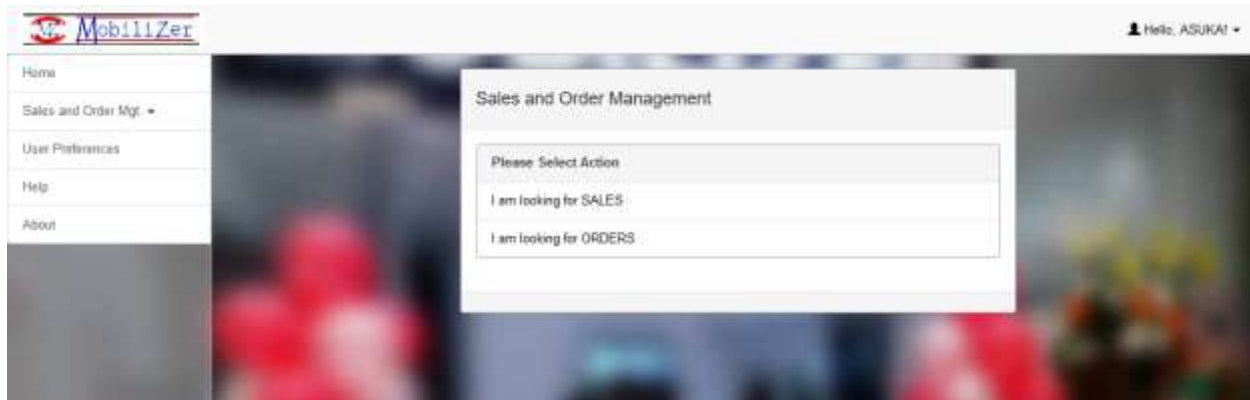 MobiliZer
Hello, ASUKA!
Home
Sales and Order Mgt.
User Preferences
Help
About
Sales and Order Management
Please Select Action
I am looking for SALES
I am looking for ORDERS